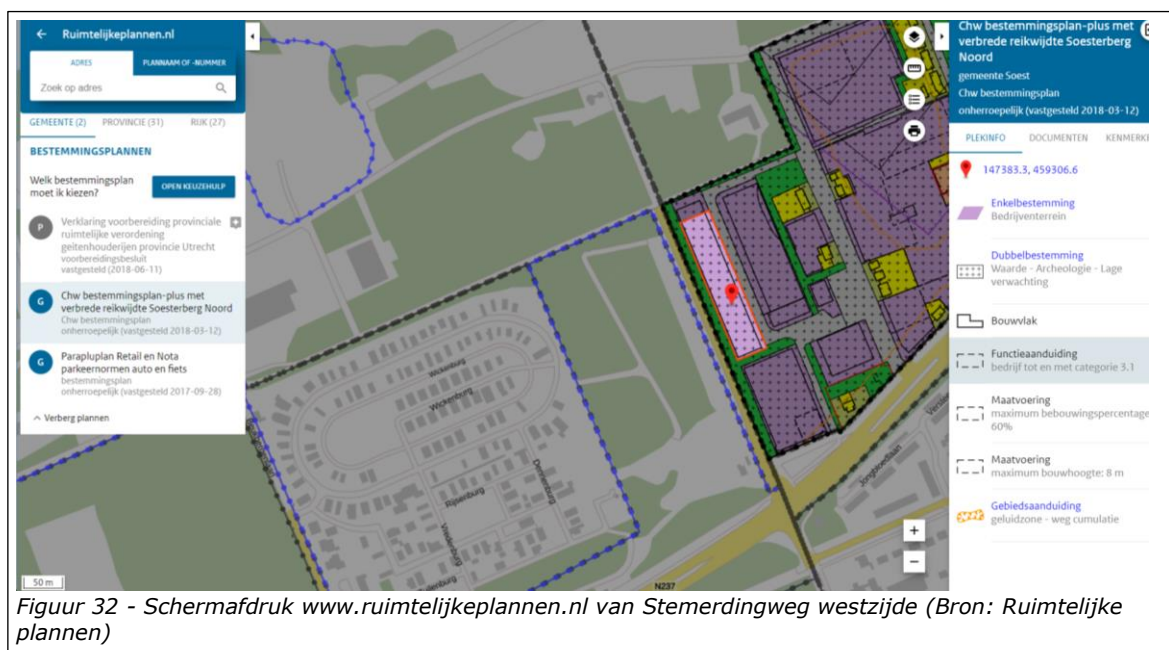 Ruimtelijkeplannen.nl
ADRES
PLANNAAM OF -NUMMER
Zoek op adres
GEMEENTE (2)
PROVINCIE (31)
RIJK (27)
BESTEMMINGSPLANNEN
Welk bestemmingsplan
moet ik kiezen?
OPEN KEUZEHULP
P
Verklaring voorbereiding provinciale
ruimtelijke verordening
geitenhouderijen provincie Utrecht
voorbereidingsbesluit
vastgesteld (2018-06-11)
G
Chw bestemmingsplan-plus met
verbrede reikwijdte Soesterberg Noord
Chw bestemmingsplan
onherroepelijk (vastgesteld 2018-03-12)
G
Parapluplan Retail en Nota
parkeernormen auto en fiets
bestemmingsplan
onherroepelijk (vastgesteld 2017-09-28)
Verberg plannen
50 m
Wickenburg
Wickenburg
Rijsenburg
Vredenburg
N237
Chw bestemmingsplan-plus met
verbrede reikwijdte Soesterberg
Noord
gemeente Soest
Chw bestemmingsplan
onherroepelijk (vastgesteld 2018-03-12)
PLEKINFO
DOCUMENTEN
KENMERKE
147383.3, 459306.6
Enkelbestemming
Bedrijventerrein
Dubbelbestemming
Waarde - Archeologie - Lage
verwachting
Bouwvlak
Functieaanduiding
bedrijf tot en met categorie 3.1
Maatvoering
maximum bebouwingspercentage
60%
Maatvoering
maximum bouwhoogte: 8 m
Gebiedsaanduiding
geluidzone - weg cumulatie
Figuur 32 - Schermafdruk www.ruimtelijkeplannen.nl van Stemerdingweg westzijde (Bron: Ruimtelijke
plannen)